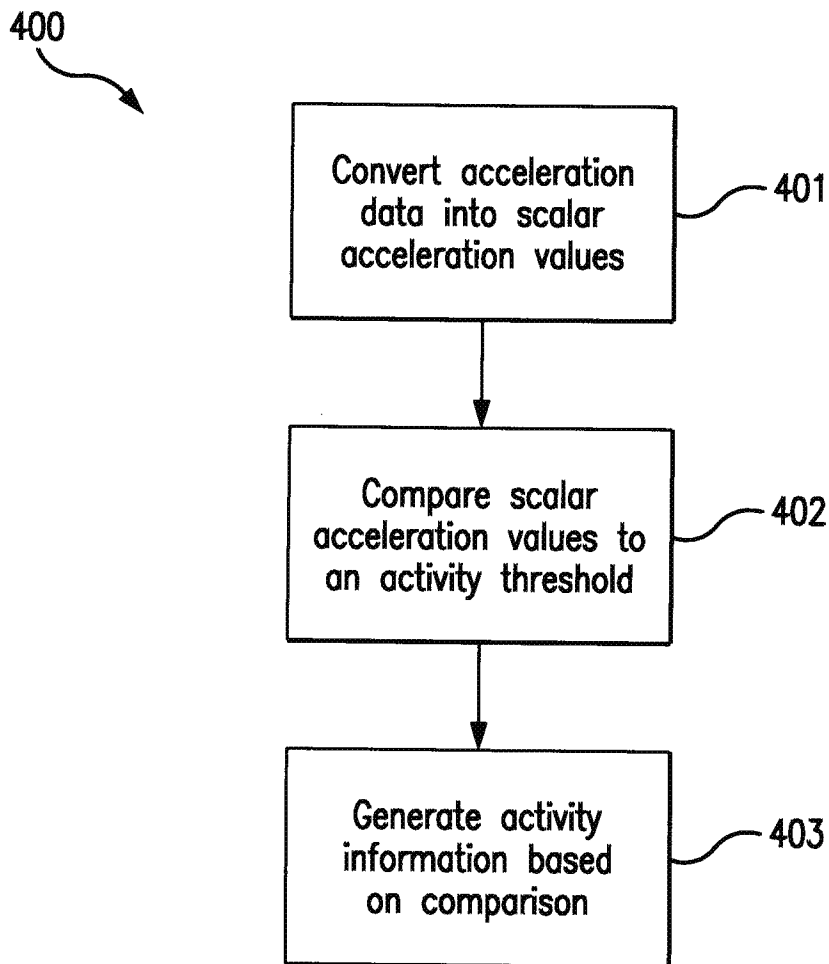 400
Convert acceleration
data into scalar
acceleration values
401
Compare scalar
acceleration values to
an activity threshold
402
Generate activity
information based
on comparison
403